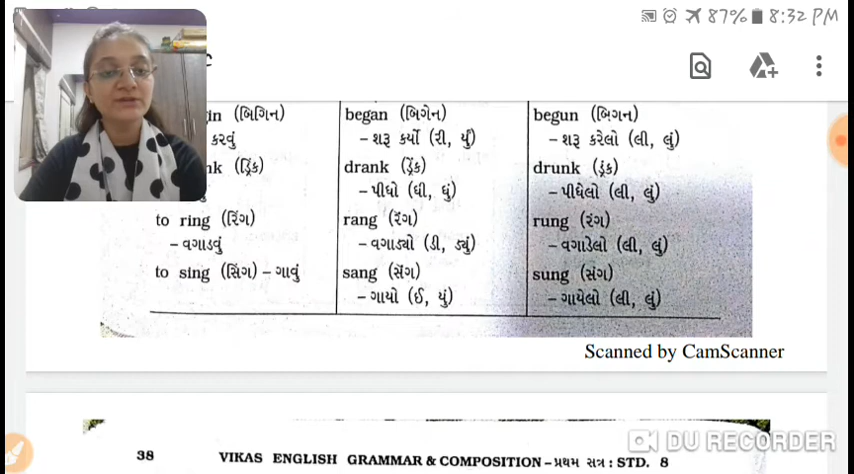 87% 8:32 PM
in (બિગિન) began (બિગેન) begun (બિગન)
કરવું – શરૂ કર્યો (રી, ર્યું) – શરૂ કરેલો (લી, લું)
nk (ડ્રિંક) drank (ડ્રેંક) drunk (ડ્રંક)
– પીધો (ધી, ધું) – પીધેલો (લી, લું)
to ring (રિંગ) rang (રૅંગ) rung (રંગ)
– વગાડવું – વગાડ્યો (ડી, ડ્યું) – વગાડેલો (લી, લું)
to sing (સિંગ) – ગાવું sang (સૅંગ) sung (સંગ)
– ગાયો (ઈ, યું) – ગાયેલો (લી, લું)
Scanned by CamScanner
38 VIKAS ENGLISH GRAMMAR & COMPOSITION – પ્રથમ સત્ર : STD. 8
DU RECORDER